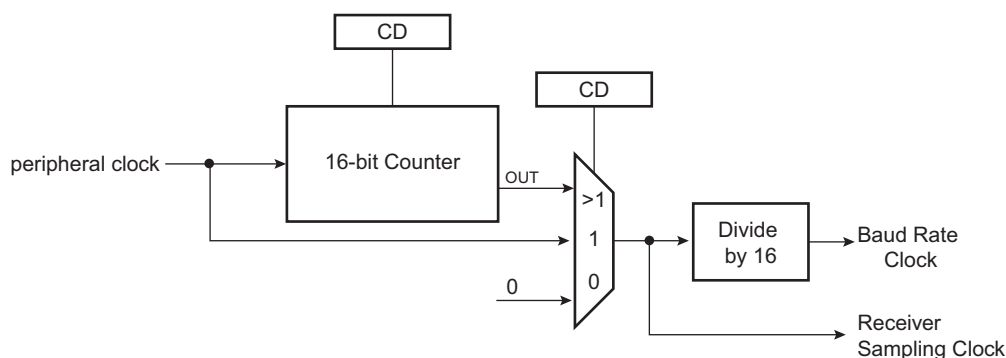 CD
CD
peripheral clock
16-bit Counter
OUT
>1
1
0
0
Divide
by 16
Baud Rate
Clock
Receiver
Sampling Clock